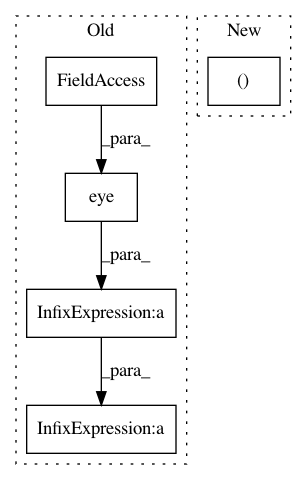 Old
New
FieldAccess
()
_para_
eye
_para_
InfixExpression:a
_para_
InfixExpression:a